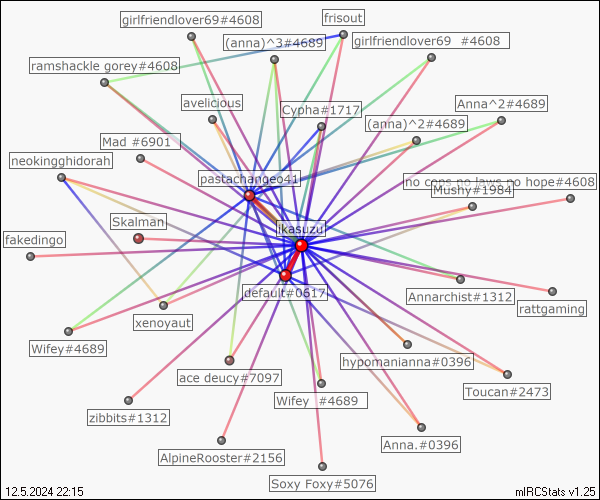 girlfriendlover69#4608
frisout
(anna)^3#4689
girlfriendlover69 #4608
ramshackle gorey#4608
avelicious
Cypha#1717
Anna^2#4689
(anna)^2#4689
Mad #6901
neokingghidorah
pastachange041
no cops no laws no hope#4608
Mushy#1984
Skalman
ikasuzu
fakedingo
default#0617
Annarchist#1312
rattgaming
xenoyaut
Wifey#4689
hypomanianna#0396
ace deucy#7097
Toucan#2473
Wifey #4689
zibbits#1312
Anna.#0396
AlpineRooster#2156
Soxy Foxy#5076
12.5.2024 22:15
mIRCStats v1.25